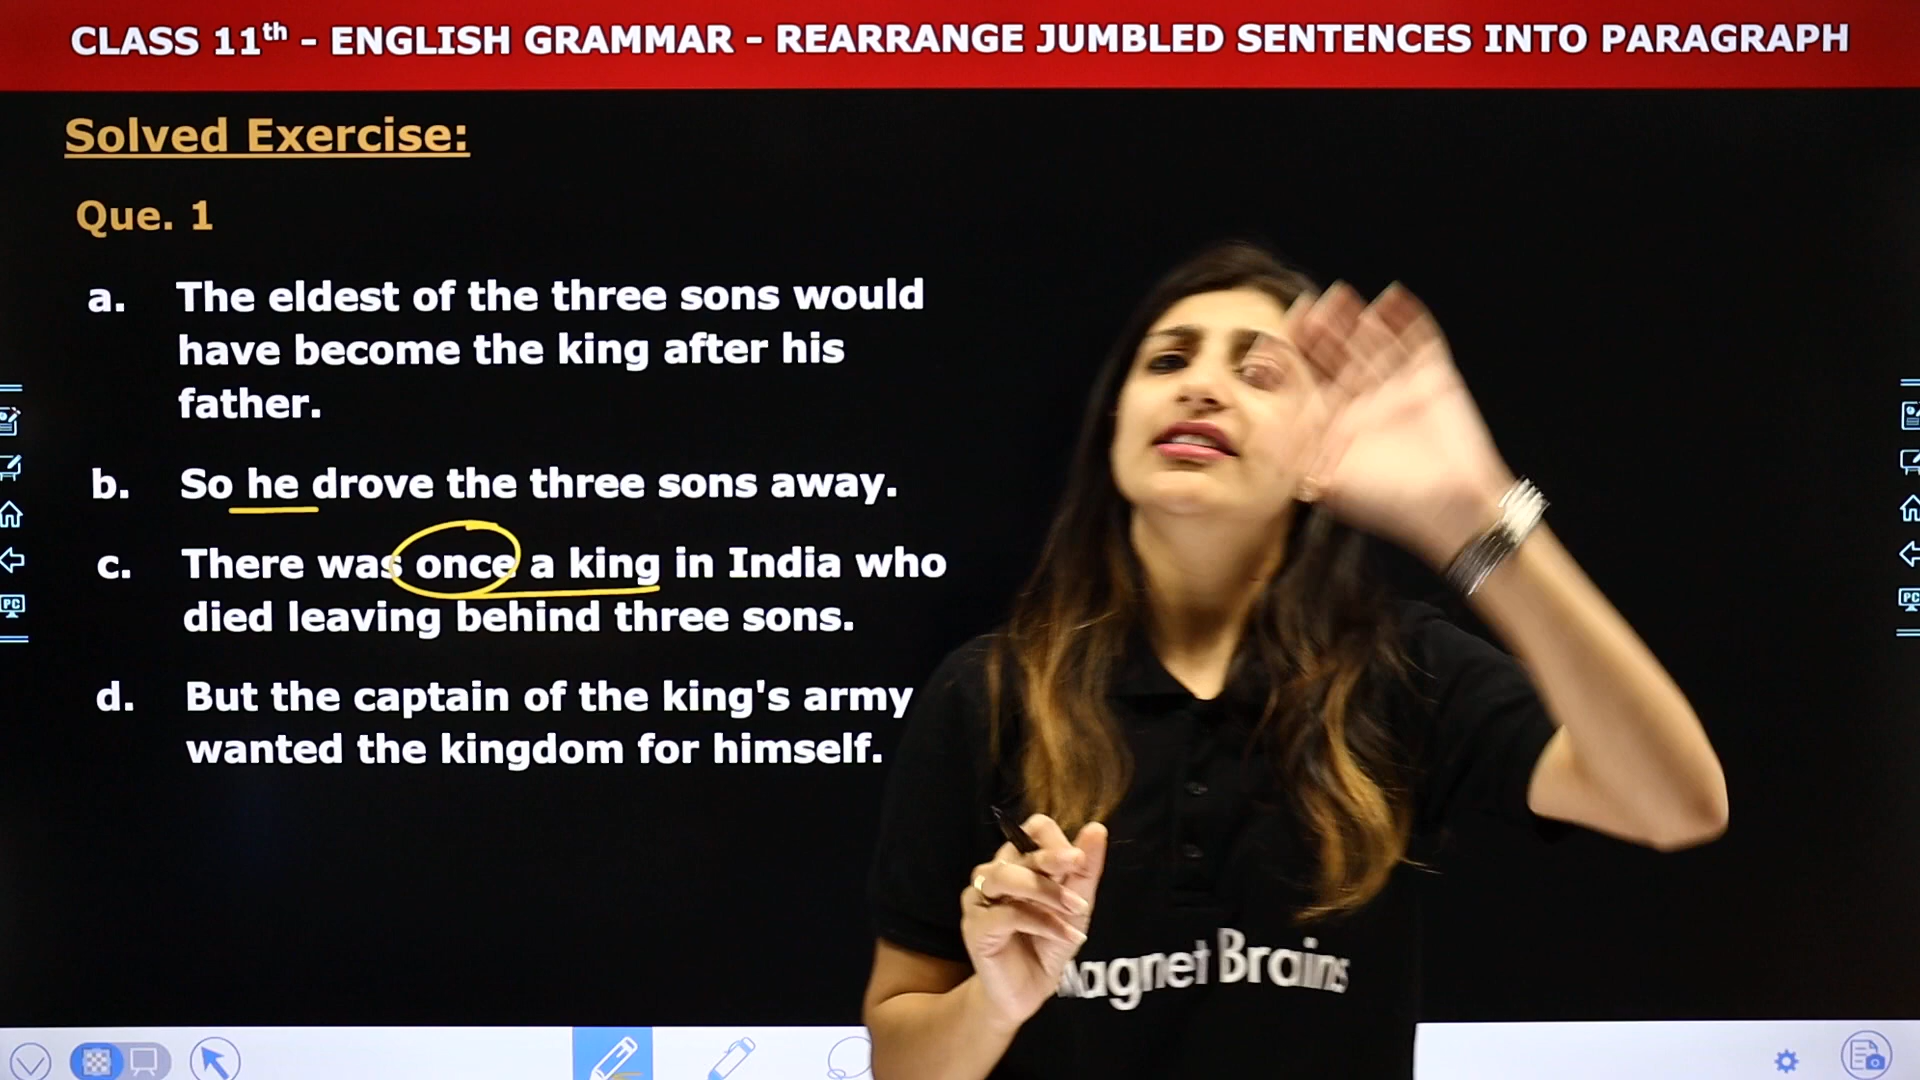 CLASS 11th - ENGLISH GRAMMAR - REARRANGE JUMBLED SENTENCES INTO PARAGRAPH
Solved Exercise:
Que. 1
a. The eldest of the three sons would
have become the king after his
father.
b. So he drove the three sons away.
c. There was once a king in India who
died leaving behind three sons.
d. But the captain of the king's army
wanted the kingdom for himself.
Magnet Brains
PC
PC